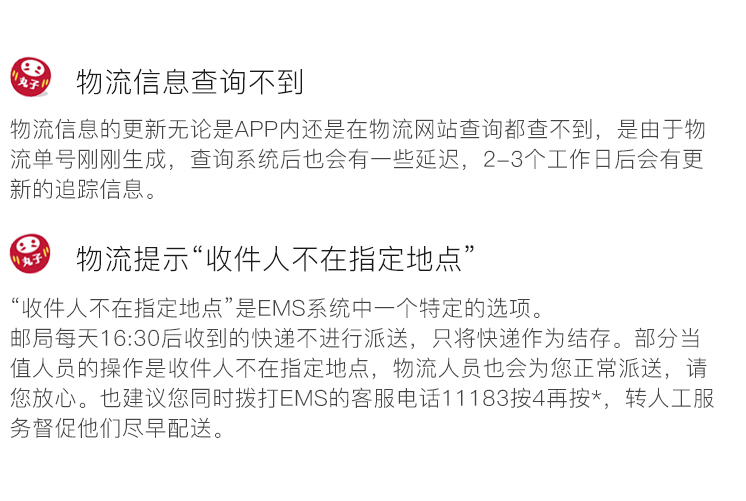 丸子
物流信息查询不到
物流信息的更新无论是APP内还是在物流网站查询都查不到，是由于物
流单号刚刚生成，查询系统后也会有一些延迟，2-3个工作日后会有更
新的追踪信息。
丸子
物流提示“收件人不在指定地点”
“收件人不在指定地点”是EMS系统中一个特定的选项。
邮局每天16:30后收到的快递不进行派送，只将快递作为结存。部分当
值人员的操作是收件人不在指定地点，物流人员也会为您正常派送，请
您放心。也建议您同时拨打EMS的客服电话11183按4再按*，转人工服
务督促他们尽早配送。